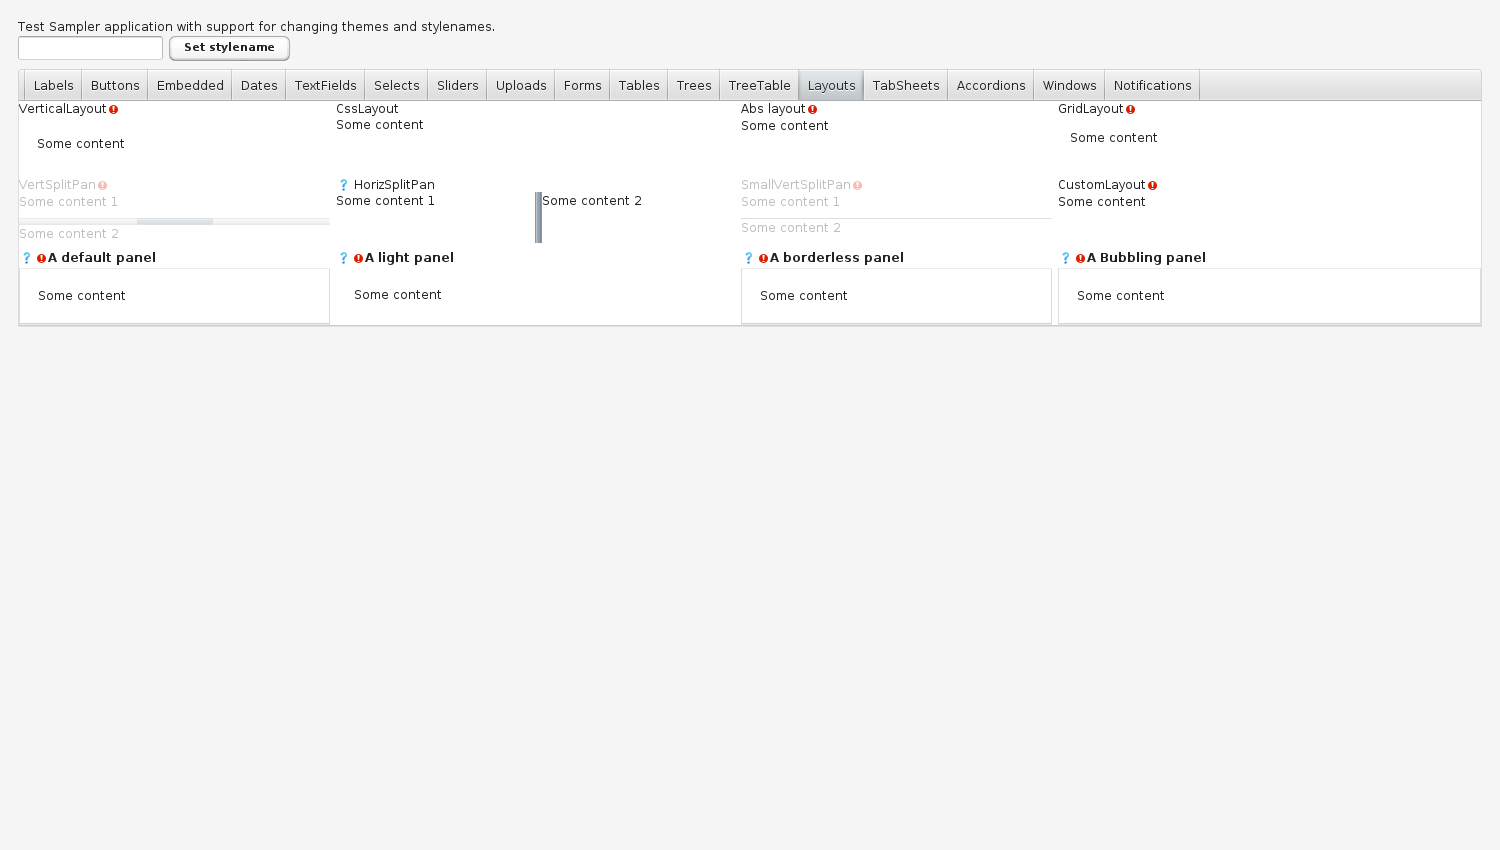 Test Sampler application with support for changing themes and stylenames.
Set stylename
Labels Buttons Embedded Dates TextFields Selects Sliders Uploads Forms Tables Trees TreeTable Layouts TabSheets Accordions Windows Notifications
VerticalLayout CssLayout Abs layout GridLayout
Some content Some content
Some content Some content
VertSplitPan HorizSplitPan SmallVertSplitPan CustomLayout
Some content 1 Some content 1 Some content 2 Some content 1 Some content
Some content 2 Some content 2
A default panel A light panel A borderless panel A Bubbling panel
Some content Some content Some content Some content